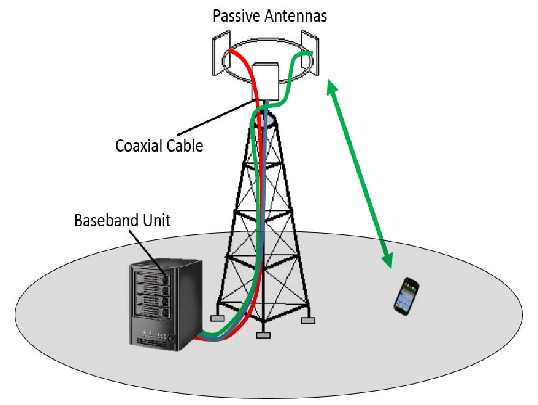 Passive Antennas
Coaxial Cable
Baseband Unit